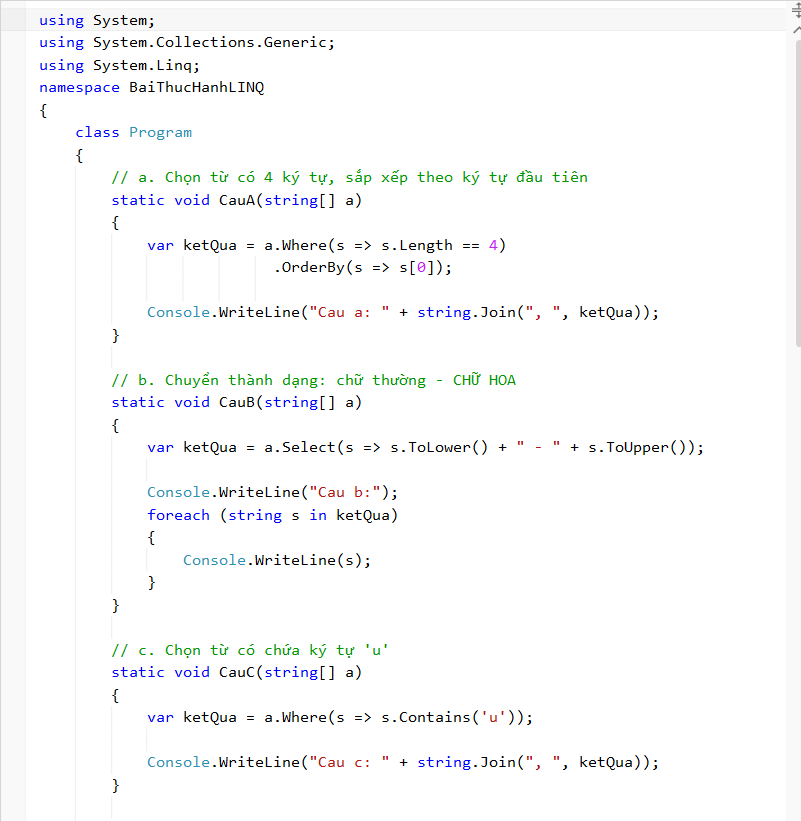 using System;
using System.Collections.Generic;
using System.Linq;
namespace BaiThucHanhLINQ
{
    class Program
    {
        // a. Chọn từ có 4 ký tự, sắp xếp theo ký tự đầu tiên
        static void CauA(string[] a)
        {
            var ketQua = a.Where(s => s.Length == 4)
                          .OrderBy(s => s[0]);

            Console.WriteLine("Cau a: " + string.Join(", ", ketQua));
        }

        // b. Chuyển thành dạng: chữ thường - CHỮ HOA
        static void CauB(string[] a)
        {
            var ketQua = a.Select(s => s.ToLower() + " - " + s.ToUpper());

            Console.WriteLine("Cau b:");
            foreach (string s in ketQua)
            {
                Console.WriteLine(s);
            }
        }

        // c. Chọn từ có chứa ký tự 'u'
        static void CauC(string[] a)
        {
            var ketQua = a.Where(s => s.Contains('u'));

            Console.WriteLine("Cau c: " + string.Join(", ", ketQua));
        }